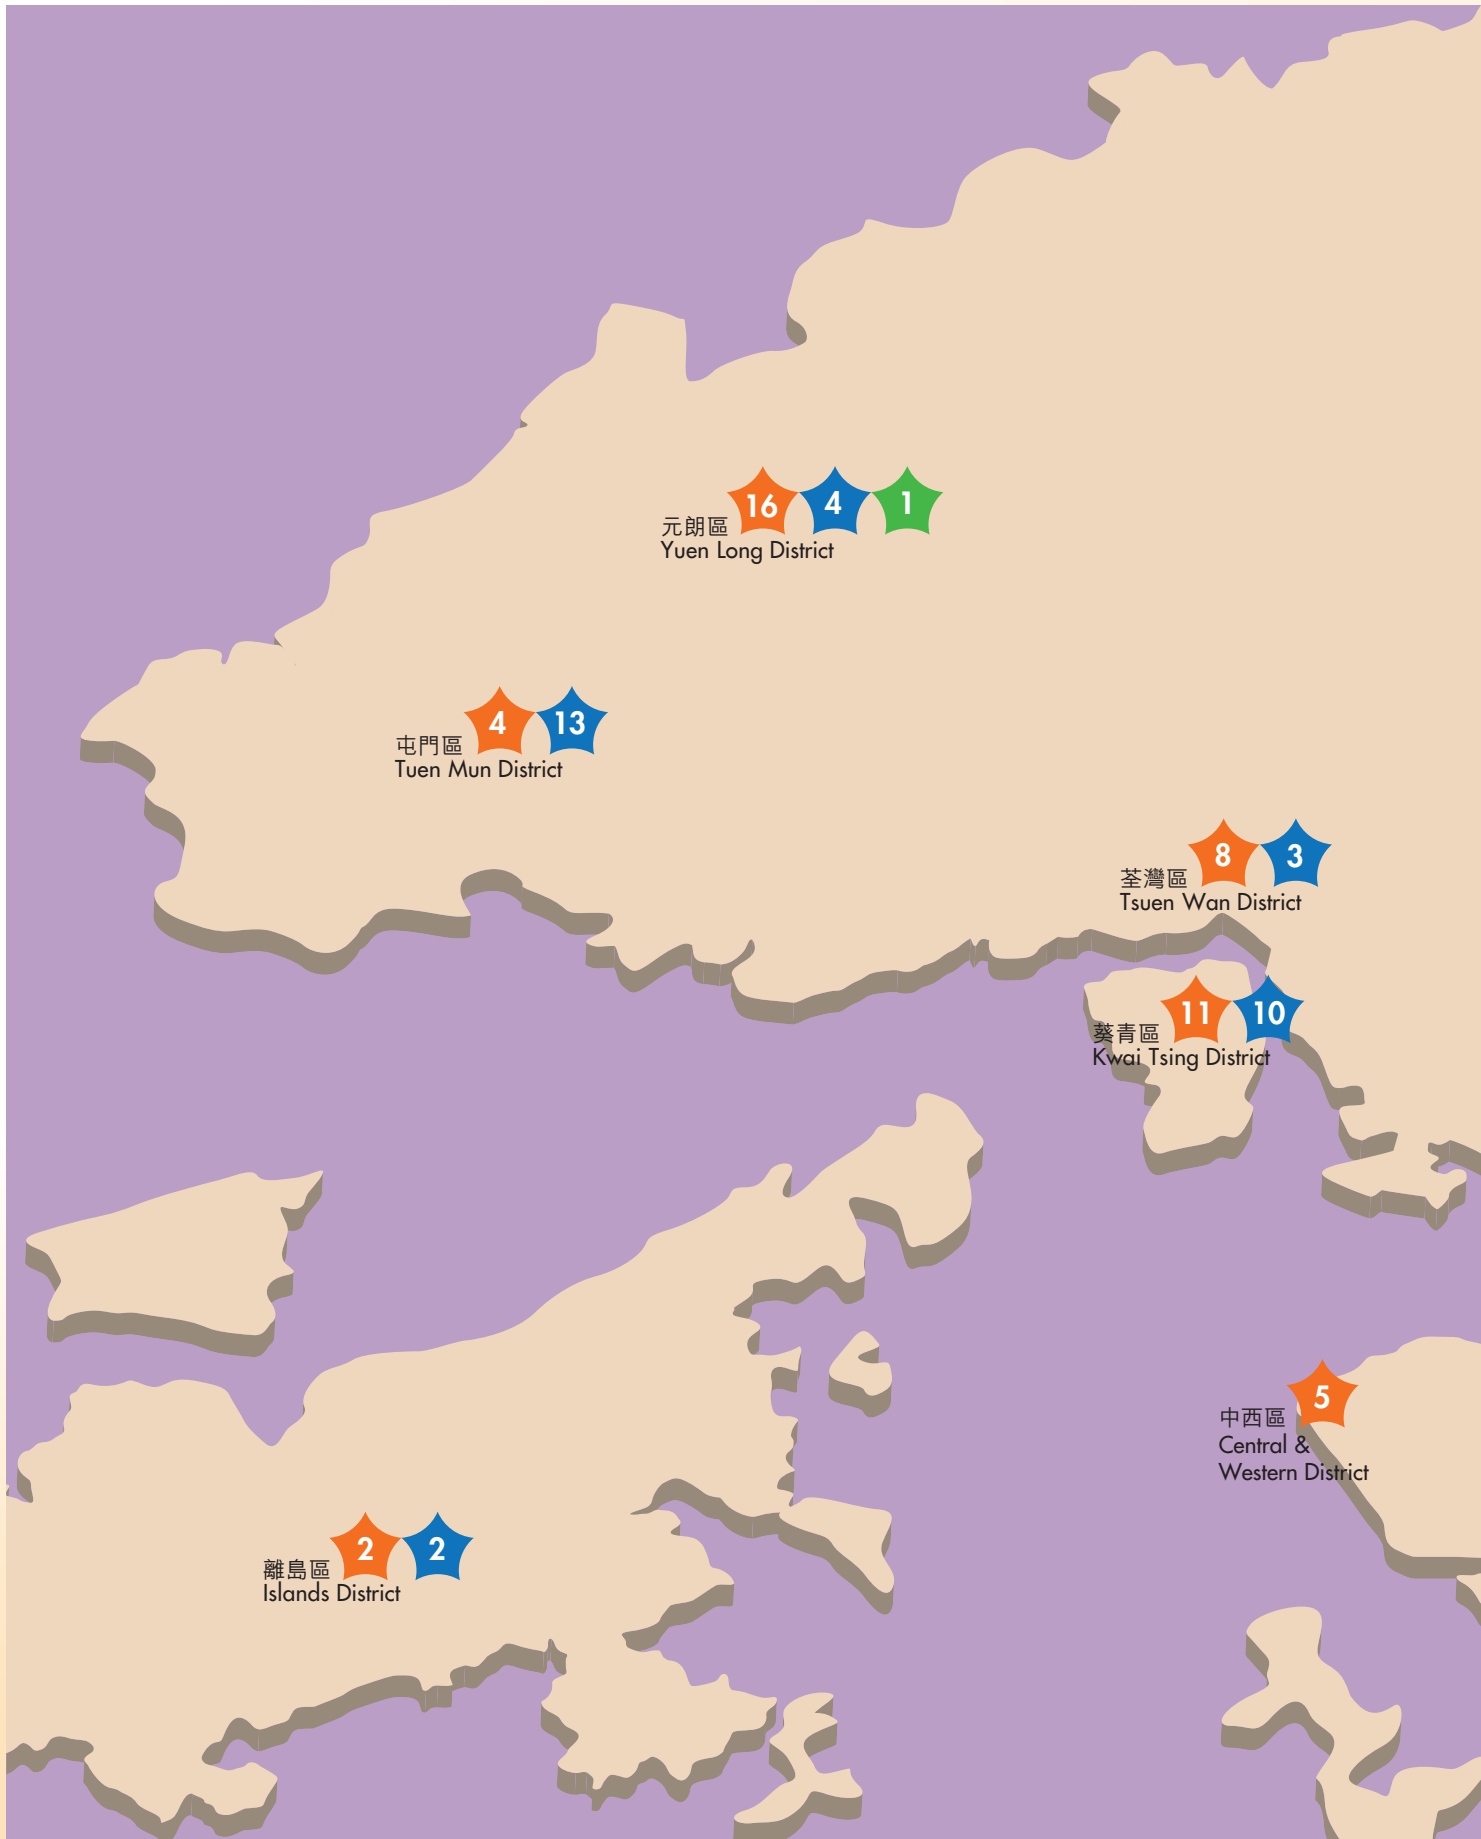 16 4 1
元朗區
Yuen Long District
4 13
屯門區
Tuen Mun District
8 3
荃灣區
Tsuen Wan District
11 10
葵青區
Kwai Tsing District
5
中西區
Central &
Western District
2 2
離島區
Islands District